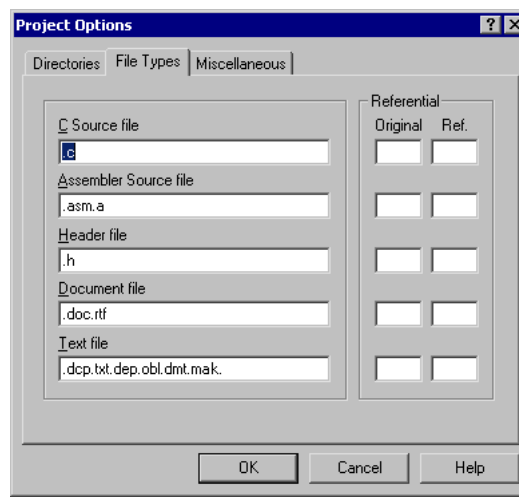 Project Options
Directories File Types Miscellaneous
Referential
C Source file Original Ref.
.c
Assembler Source file
.asm.a
Header file
.h
Document file
.doc.rtf
Text file
.dcp.txt.dep.obl.dmt.mak.
OK Cancel Help